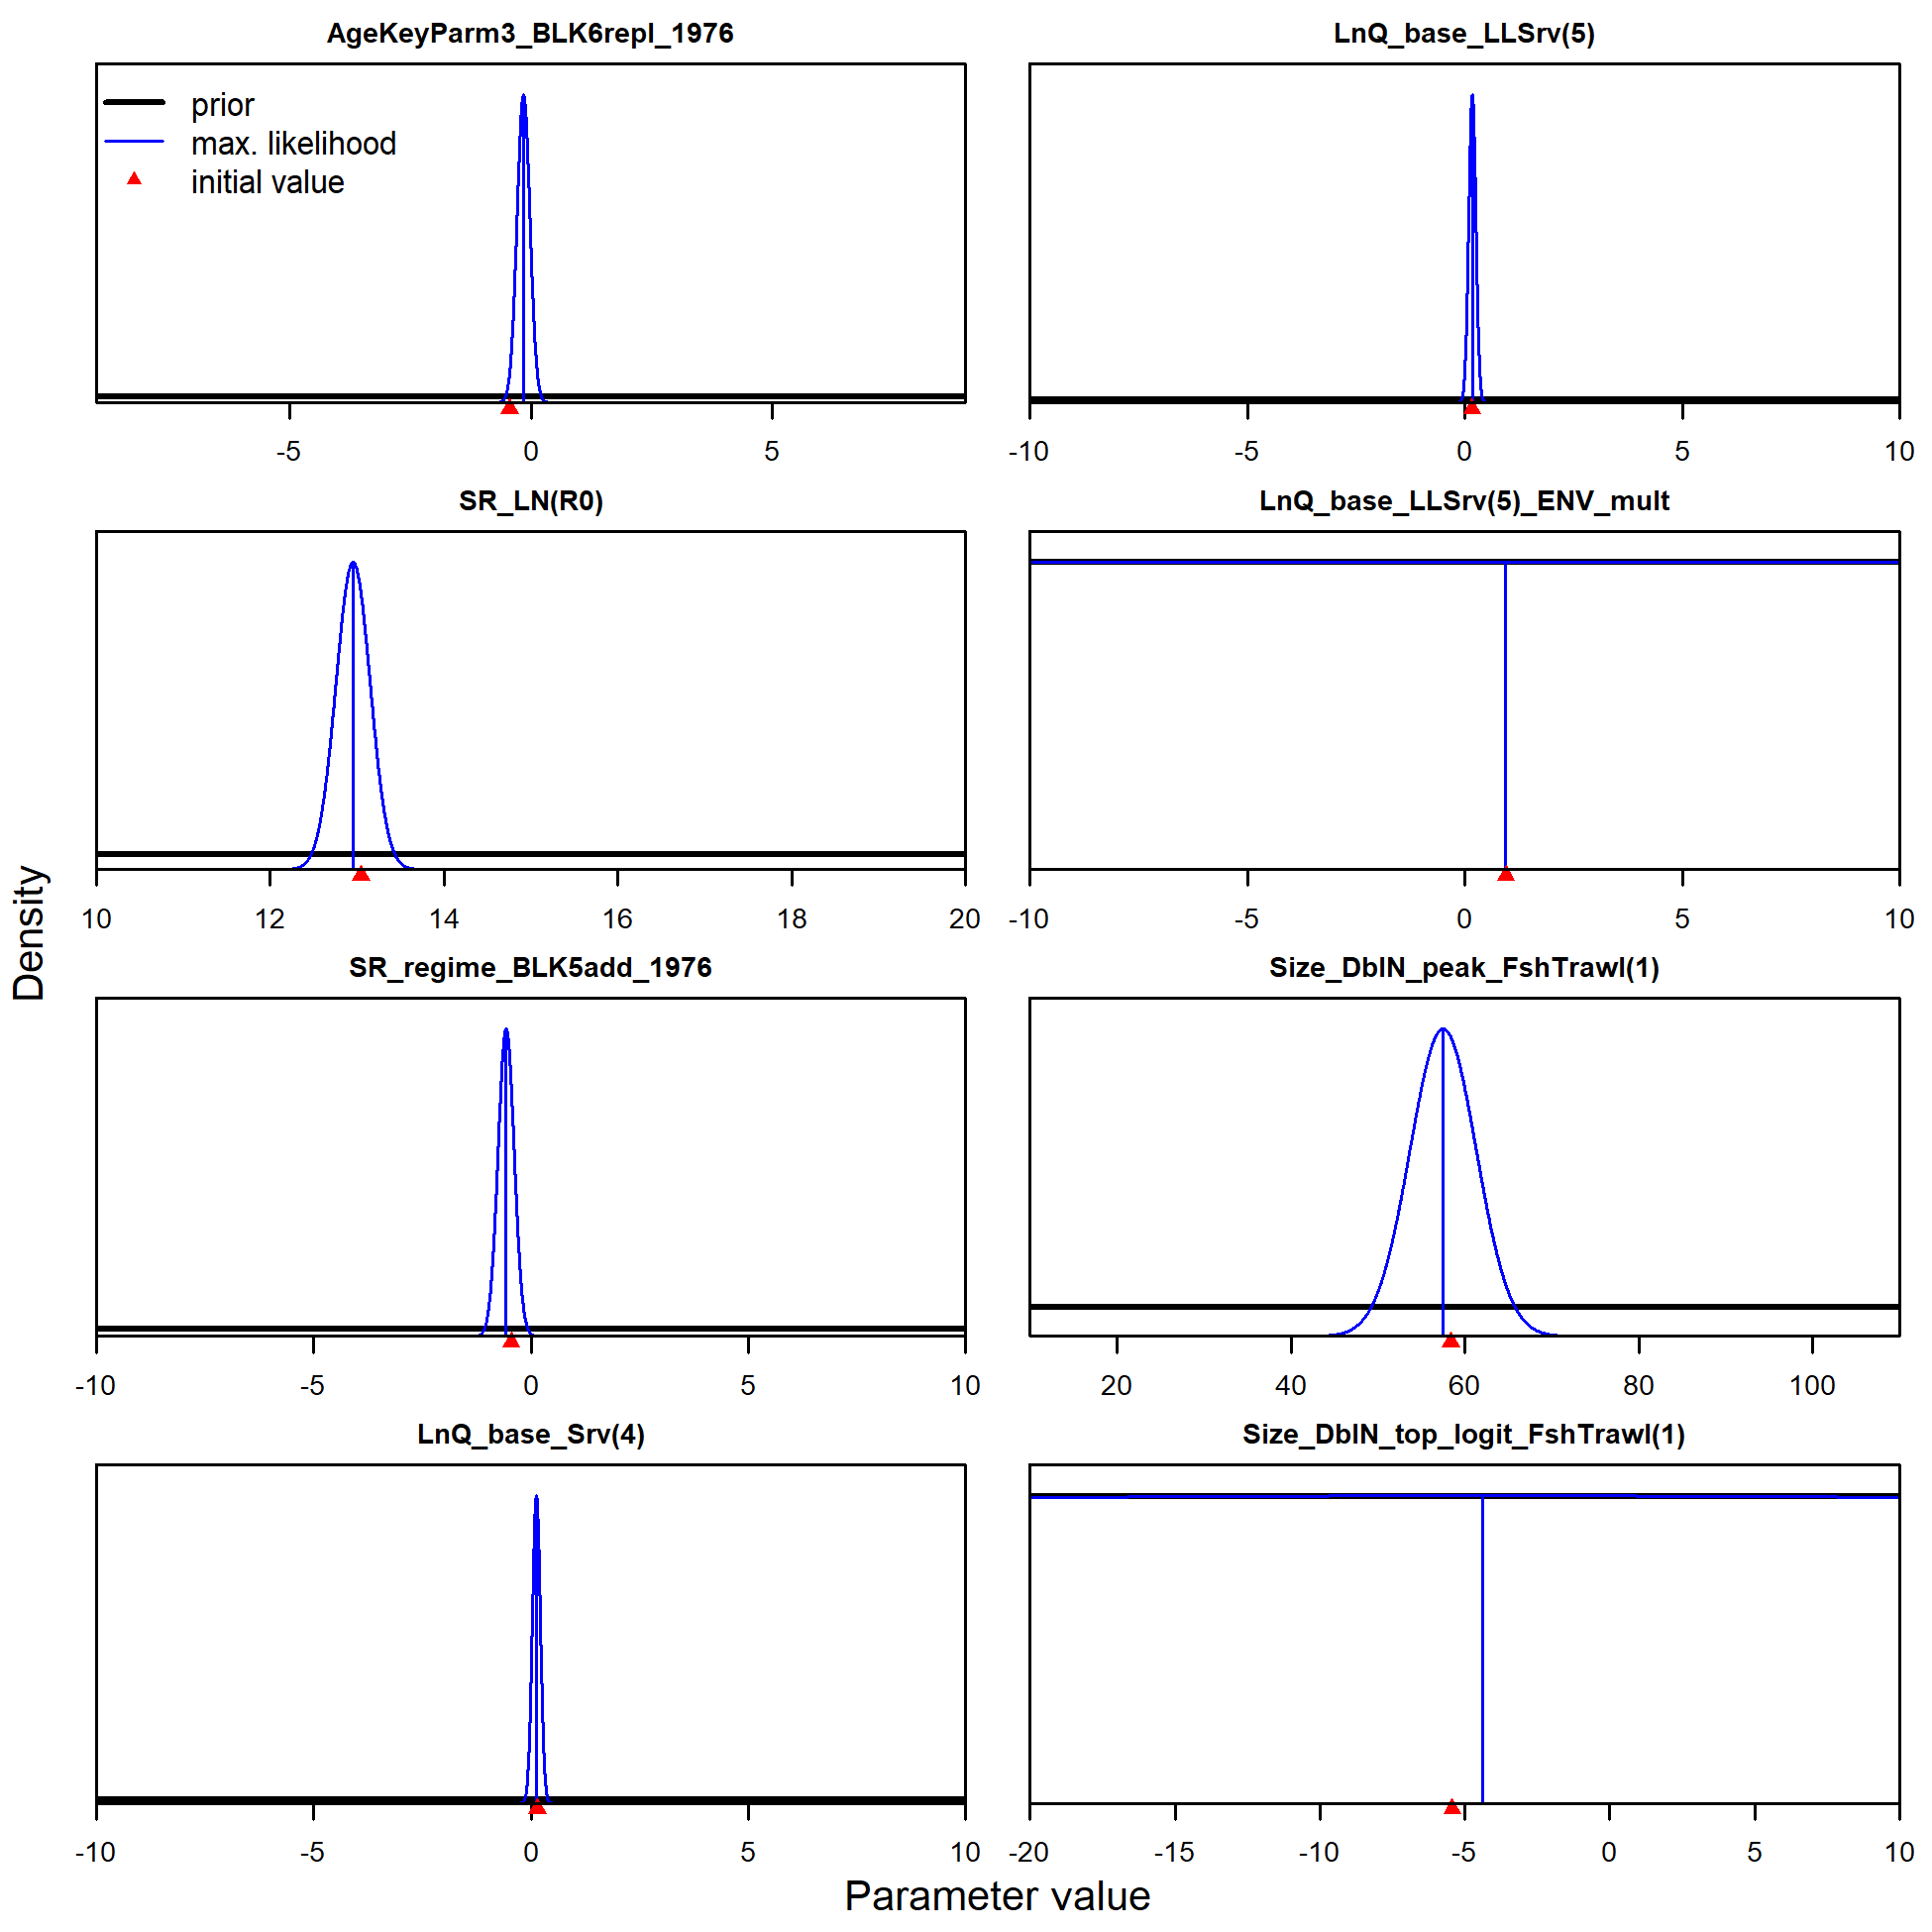 AgeKeyParm3_BLK6repl_1976
LnQ_base_LLSrv(5)
prior
max. likelihood
initial value
-5 0 5
-10 -5 0 5 10
SR_LN(R0)
LnQ_base_LLSrv(5)_ENV_mult
10 12 14 16 18 20
-10 -5 0 5 10
SR_regime_BLK5add_1976
Size_DblN_peak_FshTrawl(1)
Density
-10 -5 0 5 10
20 40 60 80 100
LnQ_base_Srv(4)
Size_DblN_top_logit_FshTrawl(1)
-10 -5 0 5 10
-20 -15 -10 -5 0 5 10
Parameter value